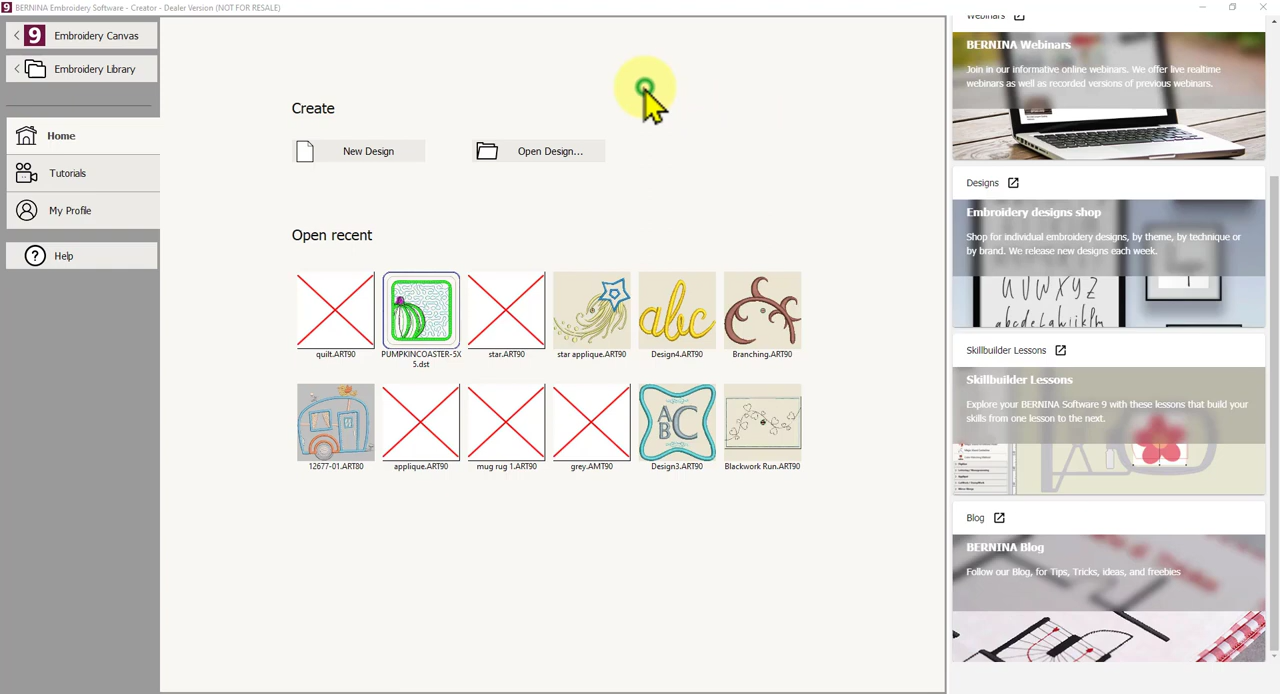 BERNINA Embroidery Software - Creator - Dealer Version (NOT FOR RESALE)
9 Embroidery Canvas
Embroidery Library
Home
Tutorials
My Profile
? Help
Create
New Design
Open Design...
Open recent
quilt.ART90
PUMPKINCOASTER-5X
5.dst
star.ART90
star applique.ART90
Design4.ART90
Branching.ART90
12677-01.ART80
applique.ART90
mug rug 1.ART90
grey.AMT90
Design3.ART90
Blackwork Run.ART90
Webinars
BERNINA Webinars
Join in our informative online webinars. We offer live realtime
webinars as well as recorded versions of previous webinars.
Designs
Embroidery designs shop
Shop for individual embroidery designs, by theme, by technique or
by brand. We release new designs each week.
Skillbuilder Lessons
Skillbuilder Lessons
Explore your BERNINA Software 9 with these lessons that build your
skills from one lesson to the next.
Blog
BERNINA Blog
Follow our Blog, for Tips, Tricks, ideas, and freebies